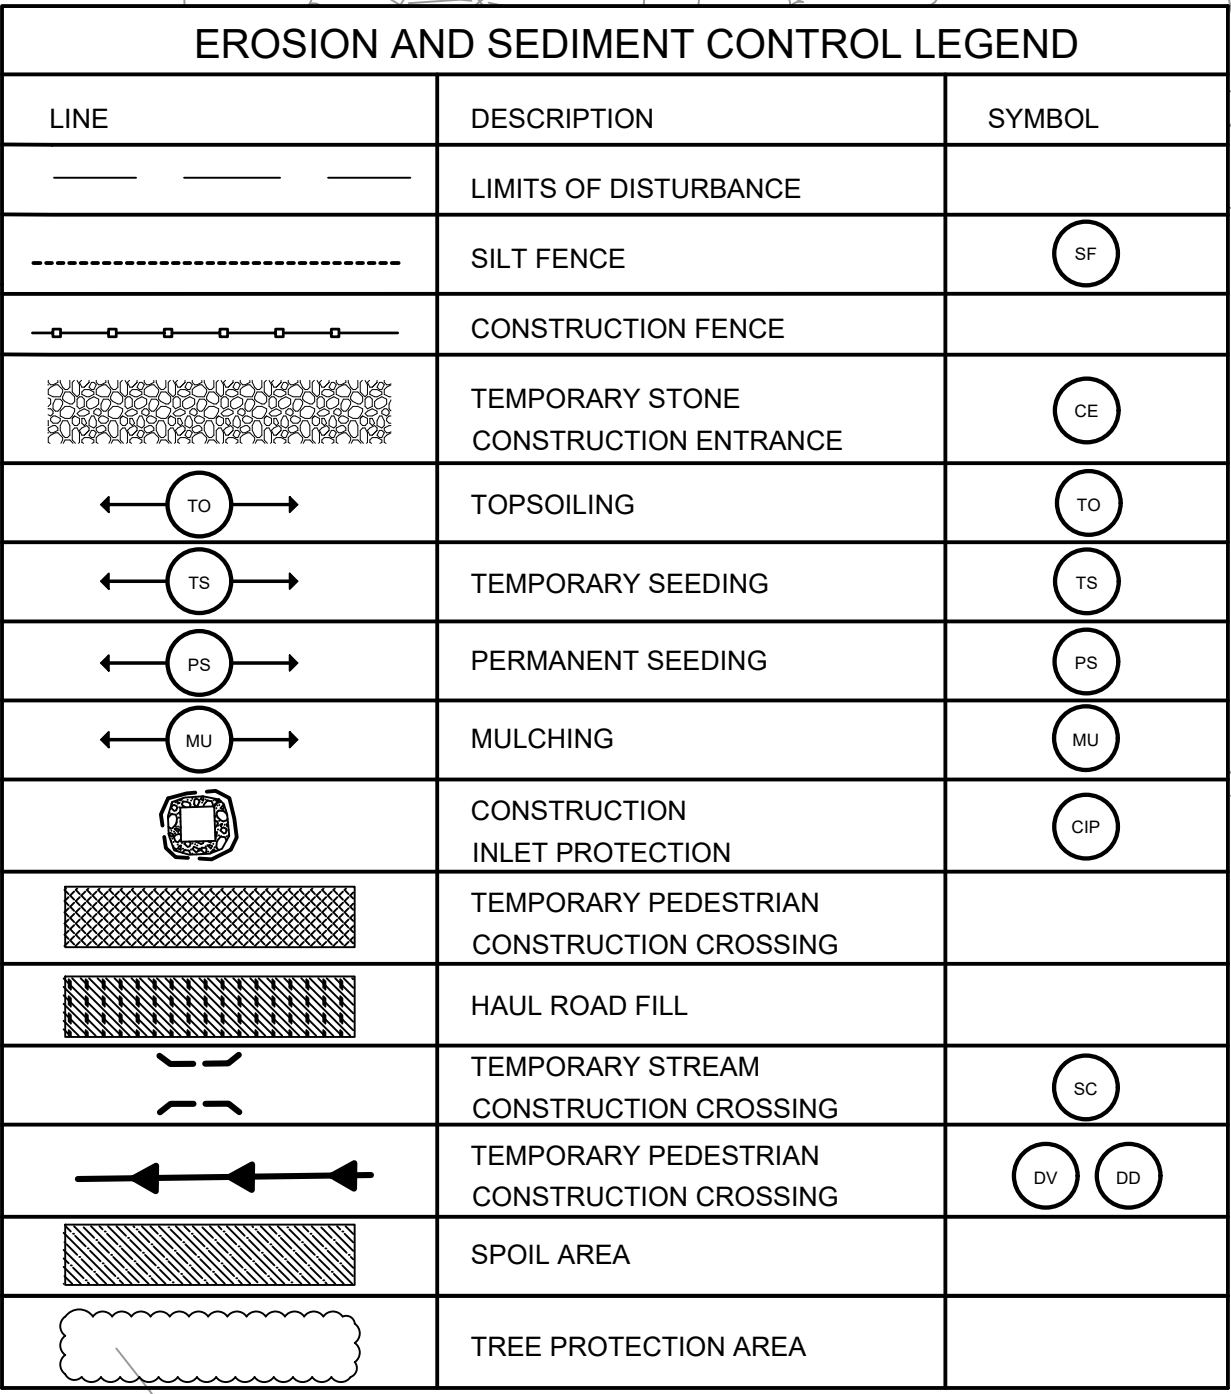 EROSION AND SEDIMENT CONTROL LEGEND
LINE DESCRIPTION SYMBOL
LIMITS OF DISTURBANCE
SILT FENCE SF
CONSTRUCTION FENCE
TEMPORARY STONE
CONSTRUCTION ENTRANCE CE
TO TOPSOILING TO
TS TEMPORARY SEEDING TS
PS PERMANENT SEEDING PS
MU MULCHING MU
CONSTRUCTION
INLET PROTECTION CIP
TEMPORARY PEDESTRIAN
CONSTRUCTION CROSSING
HAUL ROAD FILL
TEMPORARY STREAM
CONSTRUCTION CROSSING SC
TEMPORARY PEDESTRIAN
CONSTRUCTION CROSSING DV DD
SPOIL AREA
TREE PROTECTION AREA